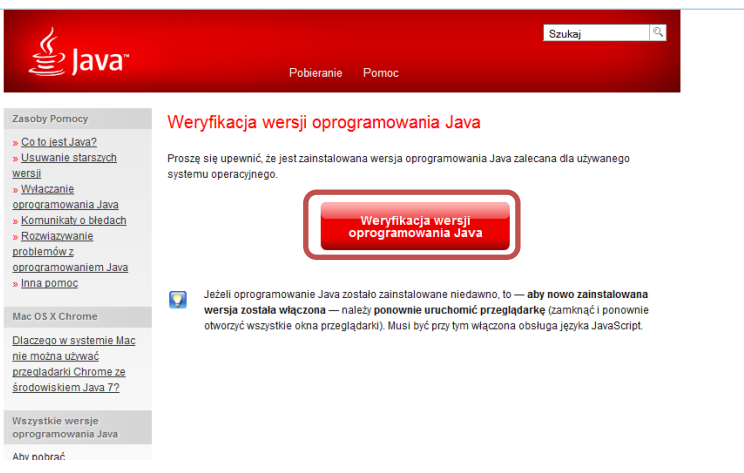 Szukaj
Java™
Pobieranie Pomoc
Zasoby Pomocy
» Co to jest Java?
» Usuwanie starszych
wersji
» Wyłączanie
oprogramowania Java
» Komunikaty o błędach
» Rozwiązywanie
problemów z
oprogramowaniem Java
» Inna pomoc
Mac OS X Chrome
Dlaczego w systemie Mac
nie można używać
przeglądarki Chrome ze
środowiskiem Java 7?
Wszystkie wersje
oprogramowania Java
Aby pobrać
Weryfikacja wersji oprogramowania Java
Proszę się upewnić, że jest zainstalowana wersja oprogramowania Java zalecana dla używanego
systemu operacyjnego.
Weryfikacja wersji
oprogramowania Java
Jeżeli oprogramowanie Java zostało zainstalowane niedawno, to — aby nowo zainstalowana
wersja została włączona — należy ponownie uruchomić przeglądarkę (zamknąć i ponownie
otworzyć wszystkie okna przeglądarki). Musi być przy tym włączona obsługa języka JavaScript.